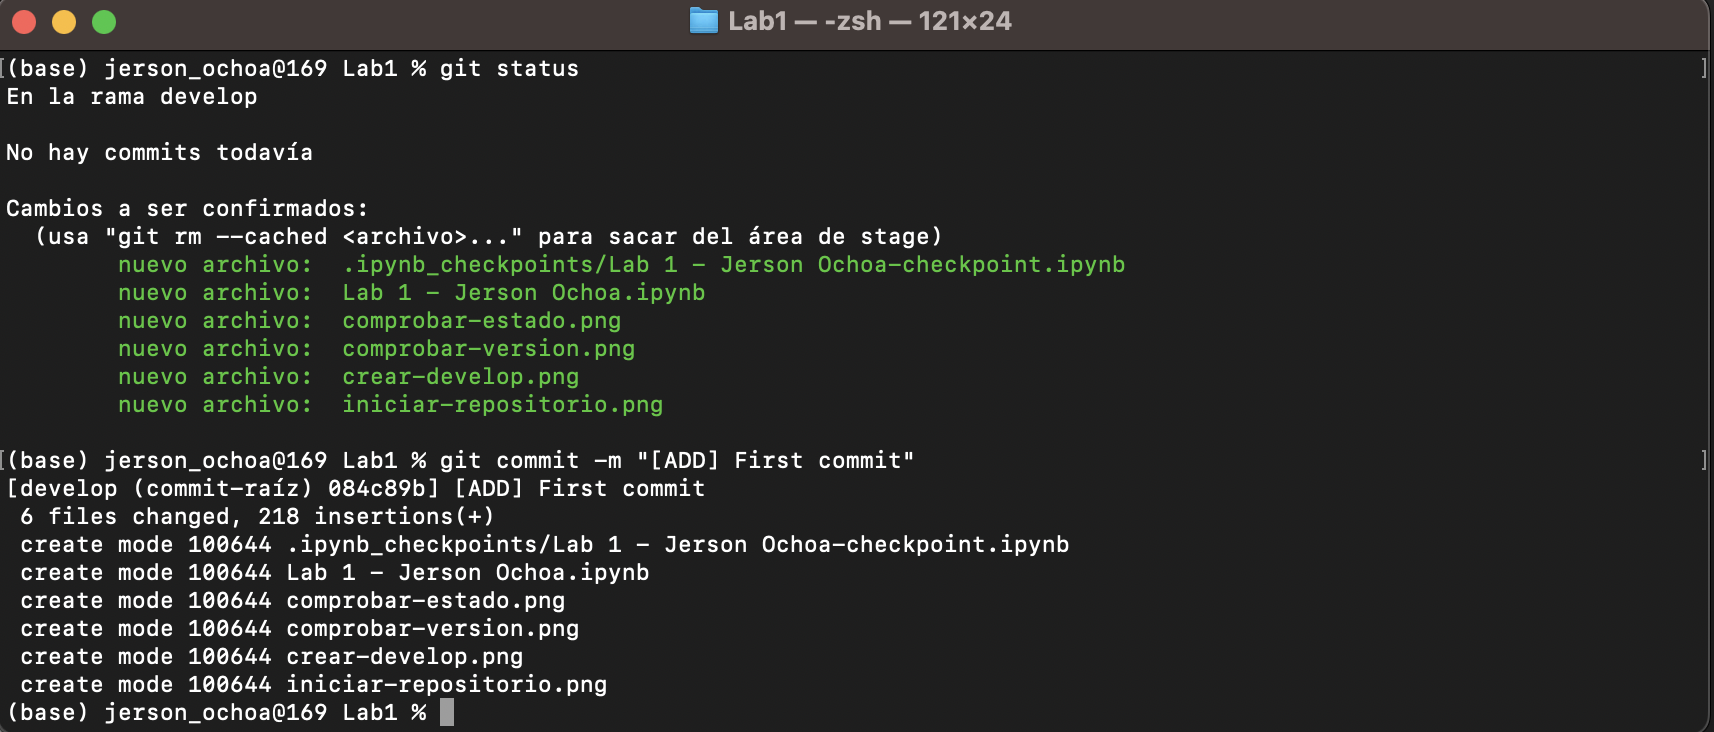 Lab1 — -zsh — 121×24
(base) jerson_ochoa@169 Lab1 % git status
En la rama develop
No hay commits todavía
Cambios a ser confirmados:
(usa "git rm --cached <archivo>..." para sacar del área de stage)
nuevo archivo: .ipynb_checkpoints/Lab 1 - Jerson Ochoa-checkpoint.ipynb
nuevo archivo: Lab 1 - Jerson Ochoa.ipynb
nuevo archivo: comprobar-estado.png
nuevo archivo: comprobar-version.png
nuevo archivo: crear-develop.png
nuevo archivo: iniciar-repositorio.png
(base) jerson_ochoa@169 Lab1 % git commit -m "[ADD] First commit"
[develop (commit-raíz) 084c89b] [ADD] First commit
6 files changed, 218 insertions(+)
create mode 100644 .ipynb_checkpoints/Lab 1 - Jerson Ochoa-checkpoint.ipynb
create mode 100644 Lab 1 - Jerson Ochoa.ipynb
create mode 100644 comprobar-estado.png
create mode 100644 comprobar-version.png
create mode 100644 crear-develop.png
create mode 100644 iniciar-repositorio.png
(base) jerson_ochoa@169 Lab1 %